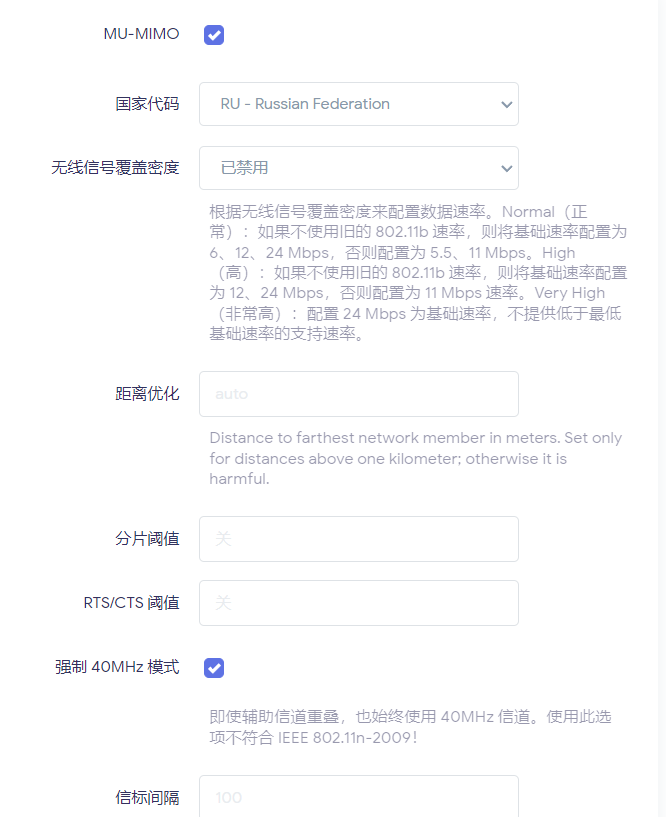 MU-MIMO
国家代码 RU - Russian Federation
无线信号覆盖密度 已禁用
根据无线信号覆盖密度来配置数据速率。Normal（正
常）：如果不使用旧的 802.11b 速率，则将基础速率配置为
6、12、24 Mbps，否则配置为 5.5、11 Mbps。High
（高）：如果不使用旧的 802.11b 速率，则将基础速率配置
为 12、24 Mbps，否则配置为 11 Mbps 速率。Very High
（非常高）：配置 24 Mbps 为基础速率，不提供低于最低
基础速率的支持速率。
距离优化 auto
Distance to farthest network member in meters. Set only
for distances above one kilometer; otherwise it is
harmful.
分片阈值 关
RTS/CTS 阈值 关
强制 40MHz 模式
即使辅助信道重叠，也始终使用 40MHz 信道。使用此选
项不符合 IEEE 802.11n-2009！
信标间隔 100